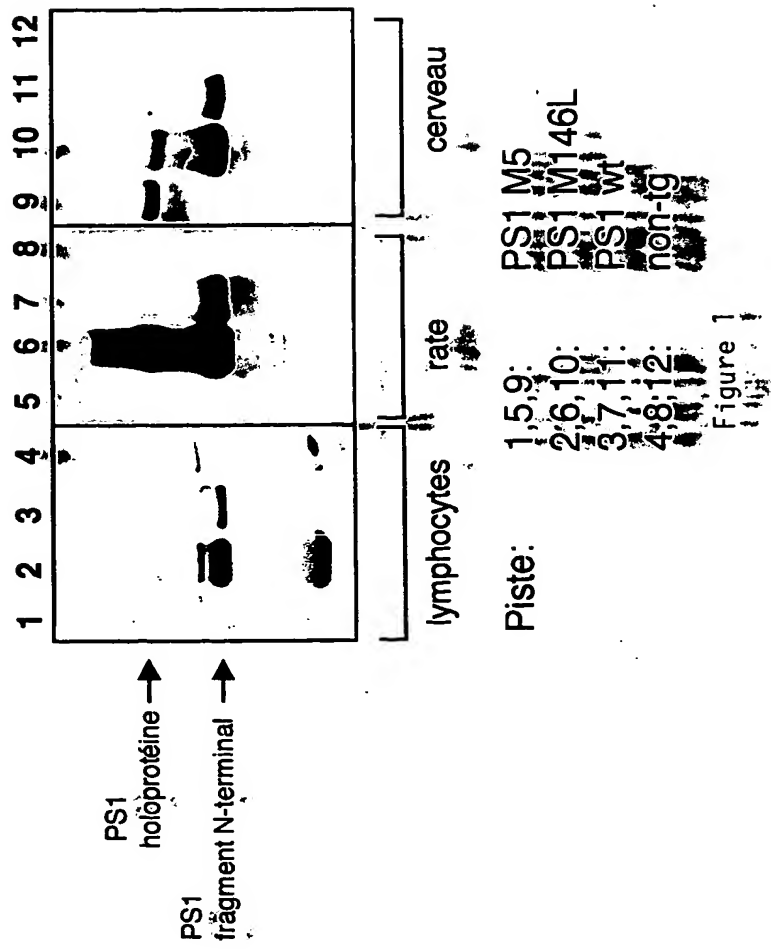 1 2 3 4 5 6 7 8 9 10 11 12
PS1
holoprotéine
PS1
fragment N-terminal
lymphocytes rate cerveau
Piste:
1,5,9: PS1 M5
2,6,10: PS1 M146L
3,7,11: PS1 wt
4,8,12: non-tg
Figure 1